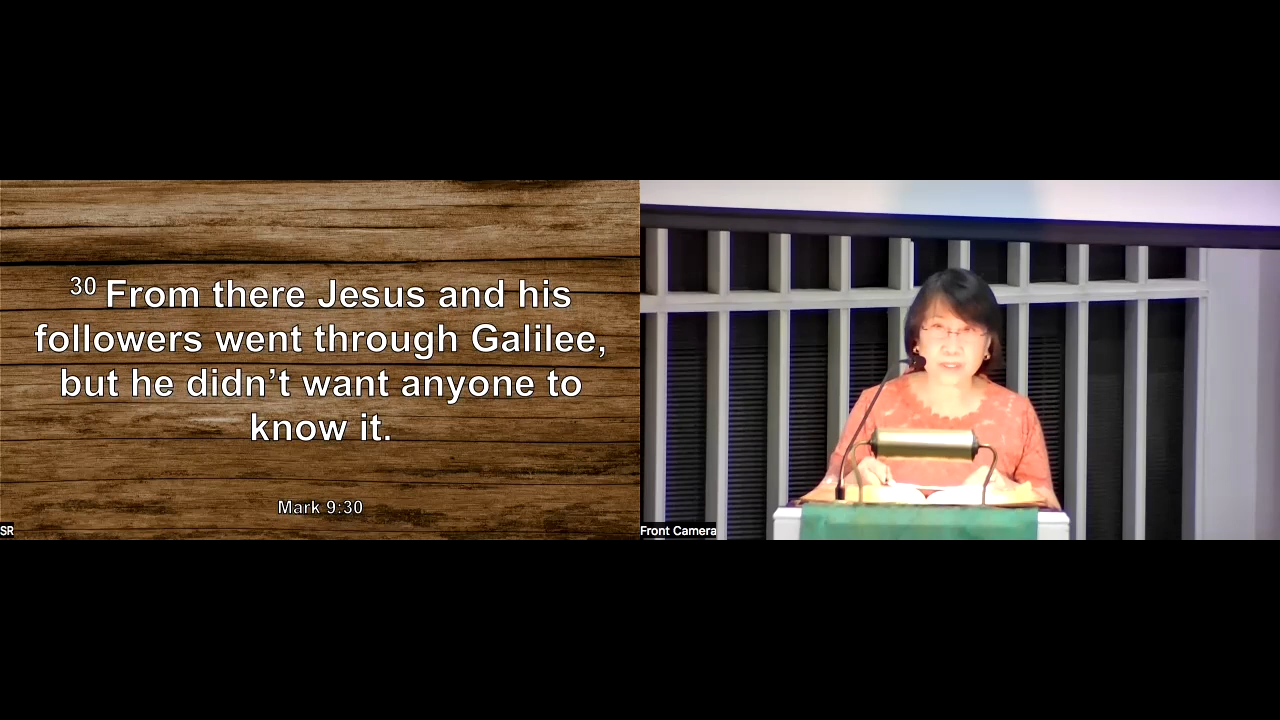 30 From there Jesus and his
followers went through Galilee,
but he didn’t want anyone to
know it.
Mark 9:30
SR
Front Camera